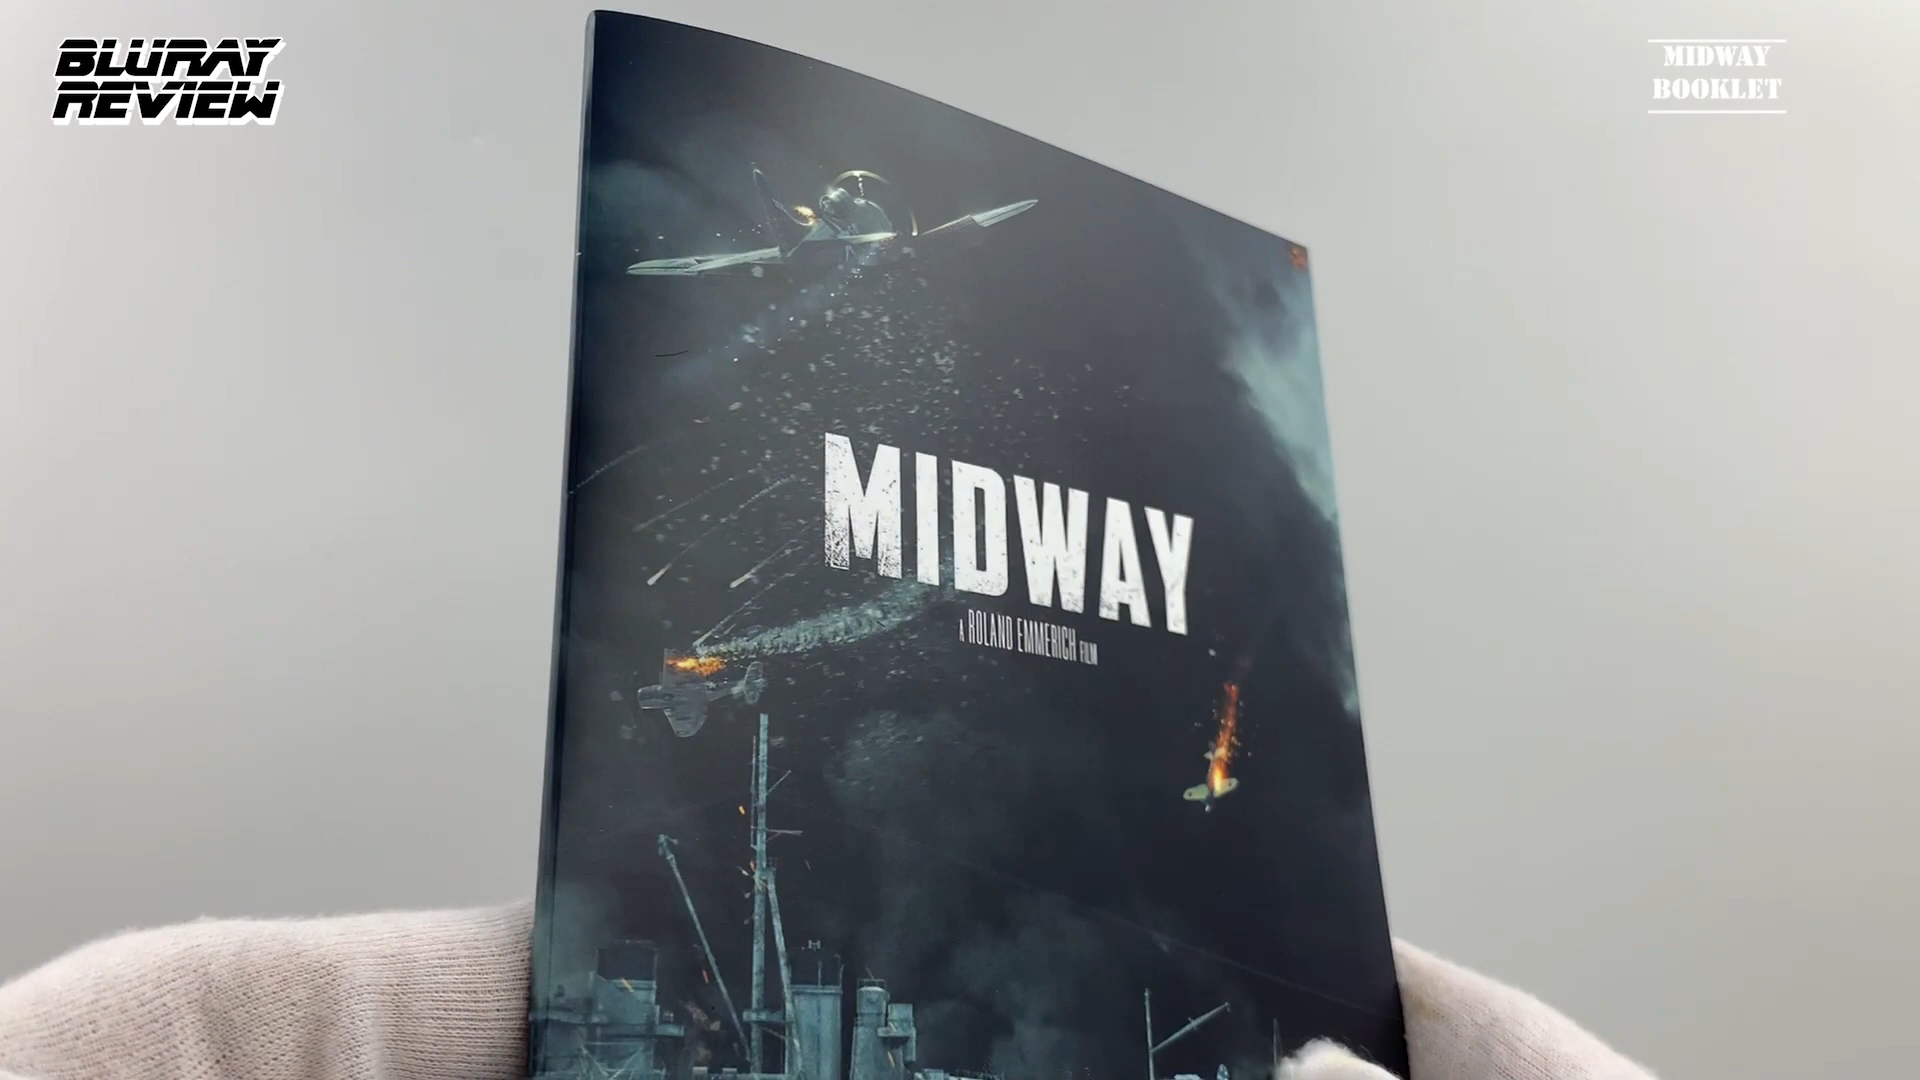 BLURAY
REVIEW
MIDWAY
BOOKLET
MIDWAY
A ROLAND EMMERICH FILM